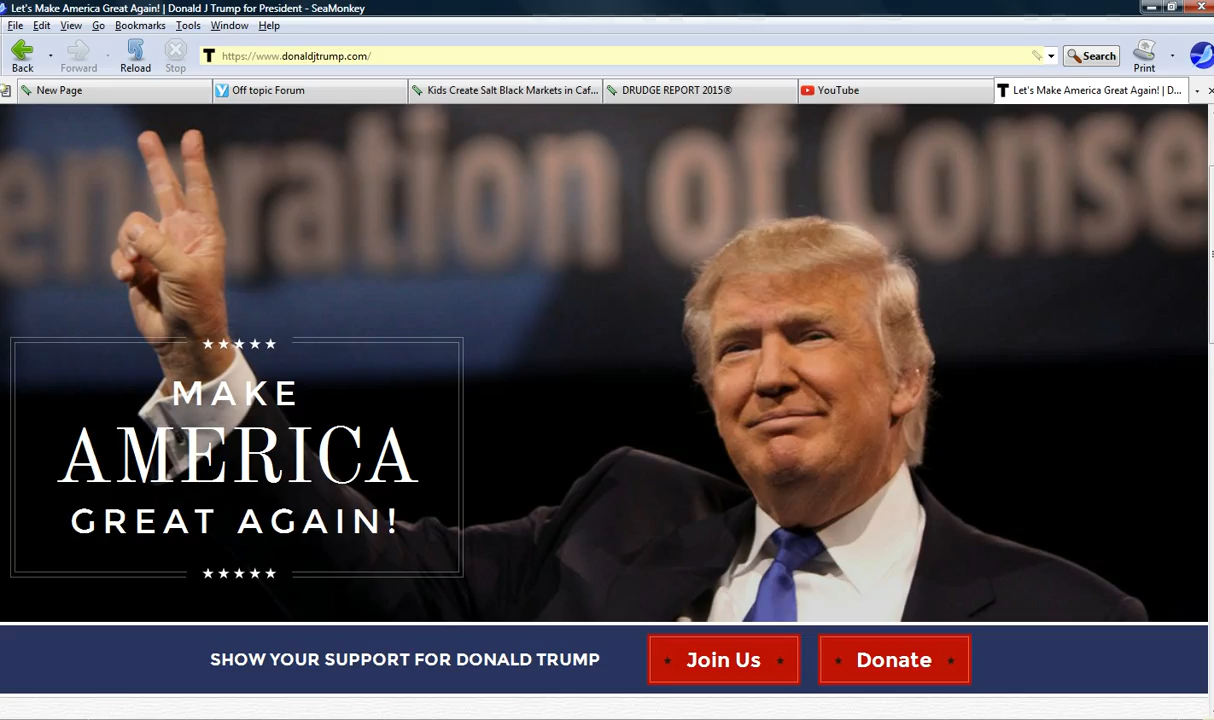 Let's Make America Great Again! | Donald J Trump for President - SeaMonkey
File Edit View Go Bookmarks Tools Window Help
Back Forward Reload Stop https://www.donaldjtrump.com/ Search Print
New Page Off topic Forum Kids Create Salt Black Markets in Caf... DRUDGE REPORT 2015® YouTube Let's Make America Great Again! | D...
eneration of Conse
MAKE
AMERICA
GREAT AGAIN!
SHOW YOUR SUPPORT FOR DONALD TRUMP Join Us Donate